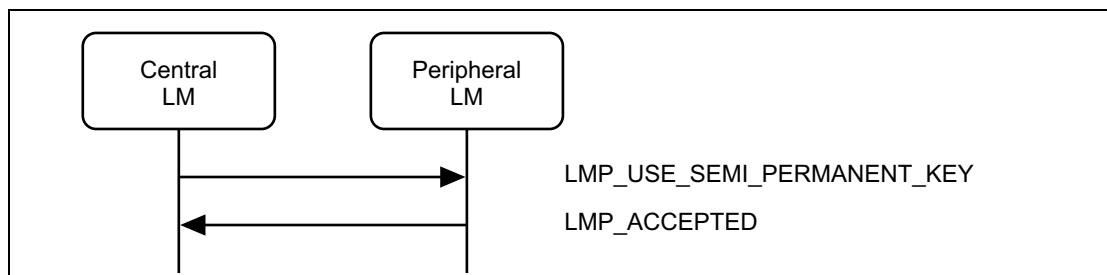 Central
LM
Peripheral
LM
LMP_USE_SEMI_PERMANENT_KEY
LMP_ACCEPTED